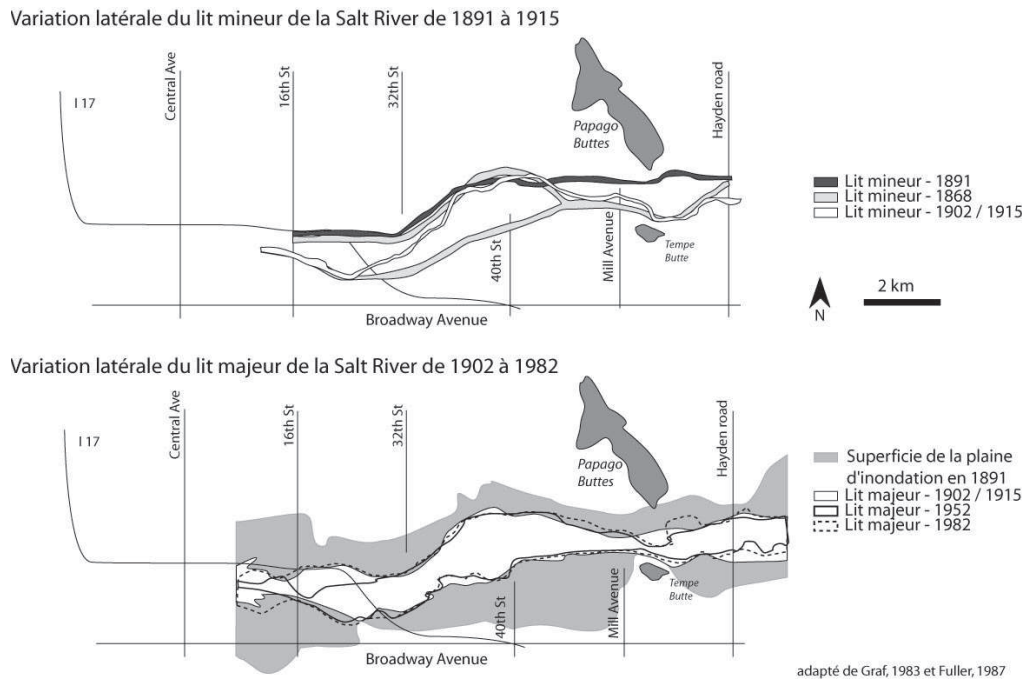 Variation latérale du lit mineur de la Salt River de 1891 à 1915
I 17
Central Ave
16th St
32th St
Papago
Buttes
Hayden road
40th St
Mill Avenue
Tempe
Butte
Broadway Avenue
Lit mineur - 1891
Lit mineur - 1868
Lit mineur - 1902 / 1915
N
2 km
Variation latérale du lit majeur de la Salt River de 1902 à 1982
I 17
Central Ave
16th St
32th St
Papago
Buttes
Hayden road
40th St
Mill Avenue
Tempe
Butte
Broadway Avenue
Superficie de la plaine
d'inondation en 1891
Lit majeur - 1902 / 1915
Lit majeur - 1952
Lit majeur - 1982
adapté de Graf, 1983 et Fuller, 1987